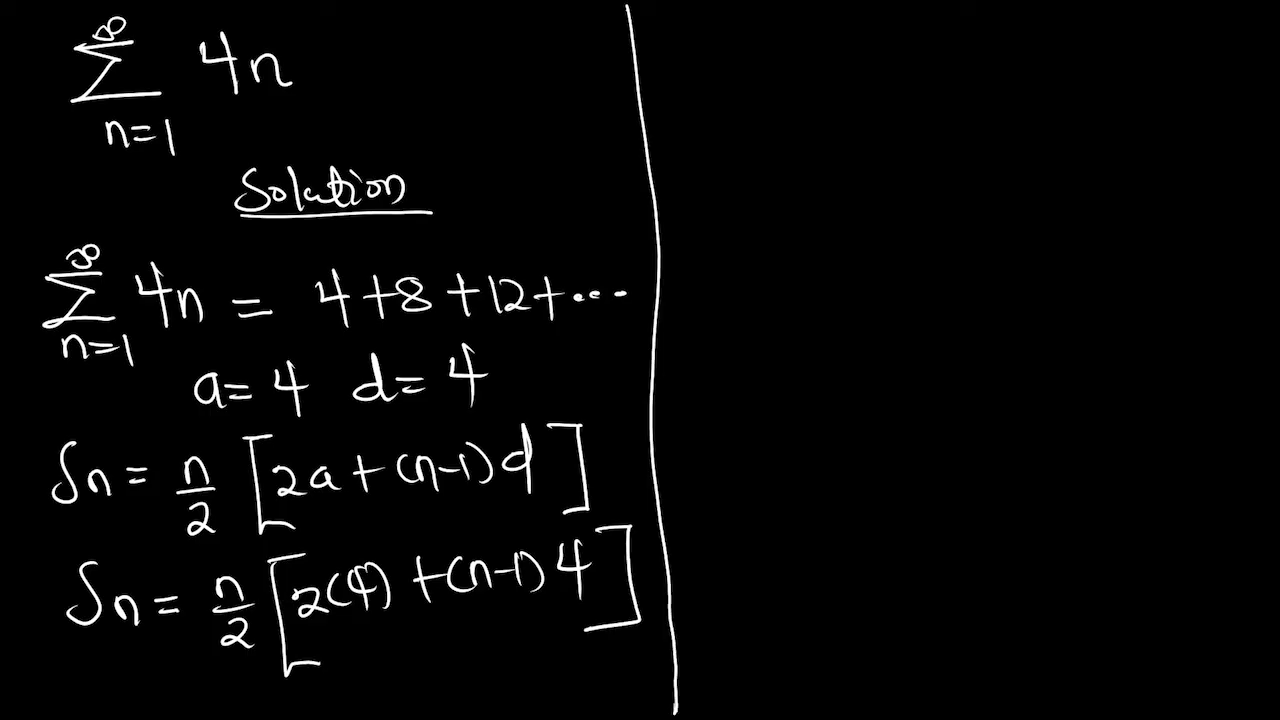 ∞
∑ 4n
n=1
Solution
∞
∑ 4n = 4+8+12+...
n=1
a=4 d=4
Sn = n/2 [2a+(n-1)d]
Sn = n/2 [2(4)+(n-1)4]